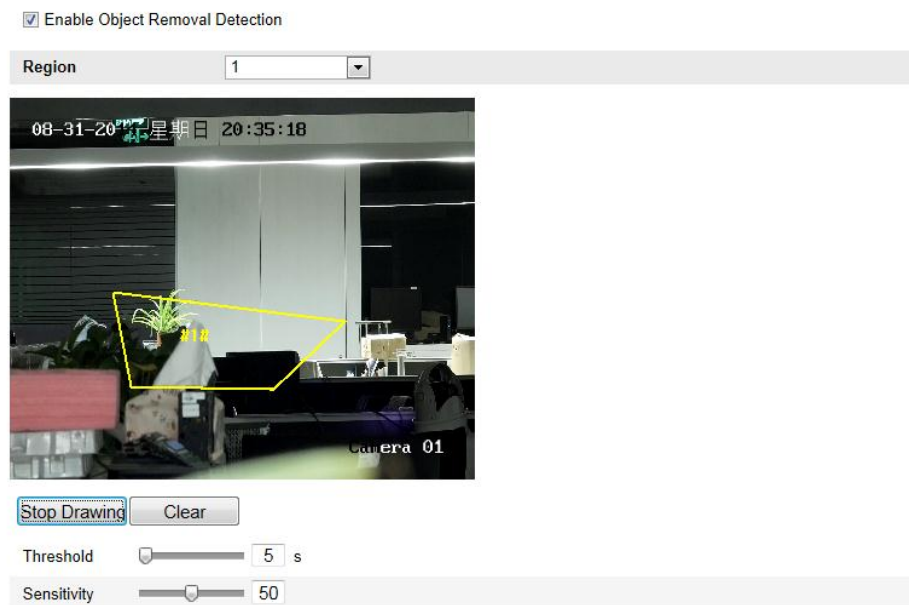 Enable Object Removal Detection
Region 1
08-31-20 星期日 20:35:18
#1#
Camera 01
Stop Drawing Clear
Threshold 5 s
Sensitivity 50